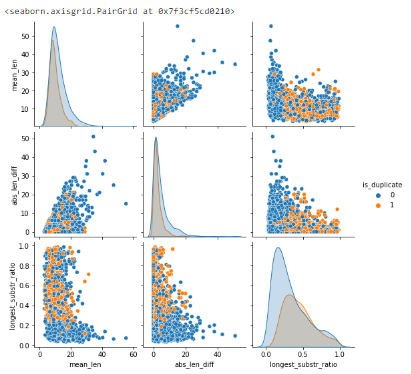 <seaborn.axisgrid.PairGrid at 0x7f3cf5cd0210>
mean_len
50
40
30
20
10
0
abs_len_diff
50
40
30
20
10
0
is_duplicate
0
1
longest_substr_ratio
1.0
0.8
0.6
0.4
0.2
0.0
0 20 40 60
mean_len
0 20 40
abs_len_diff
0.0 0.5 1.0
longest_substr_ratio